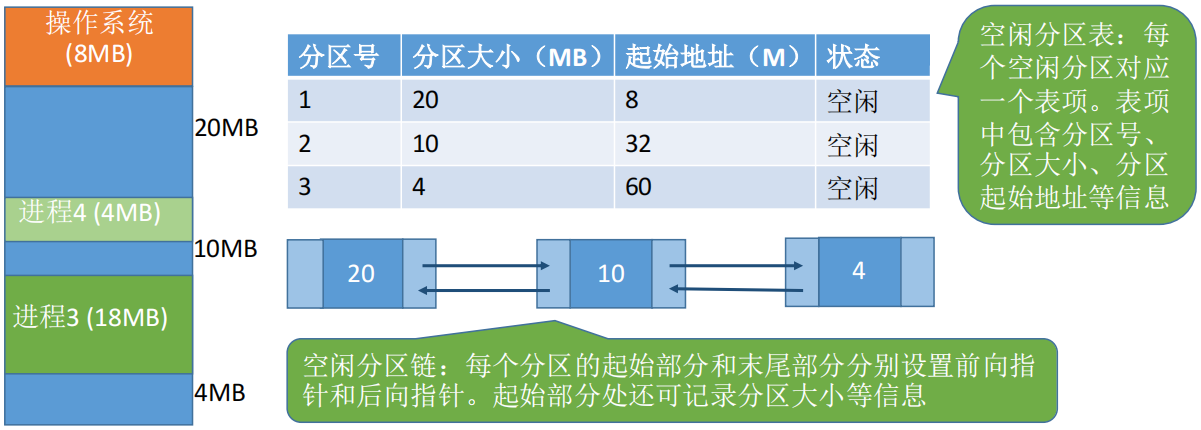 操作系统
(8MB)
20MB
进程4 (4MB)
10MB
进程3 (18MB)
4MB
分区号 分区大小（MB） 起始地址（M） 状态
1 20 8 空闲
2 10 32 空闲
3 4 60 空闲
空闲分区表：每
个空闲分区对应
一个表项。表项
中包含分区号、
分区大小、分区
起始地址等信息
20 10 4
空闲分区链：每个分区的起始部分和末尾部分分别设置前向指
针和后向指针。起始部分处还可记录分区大小等信息